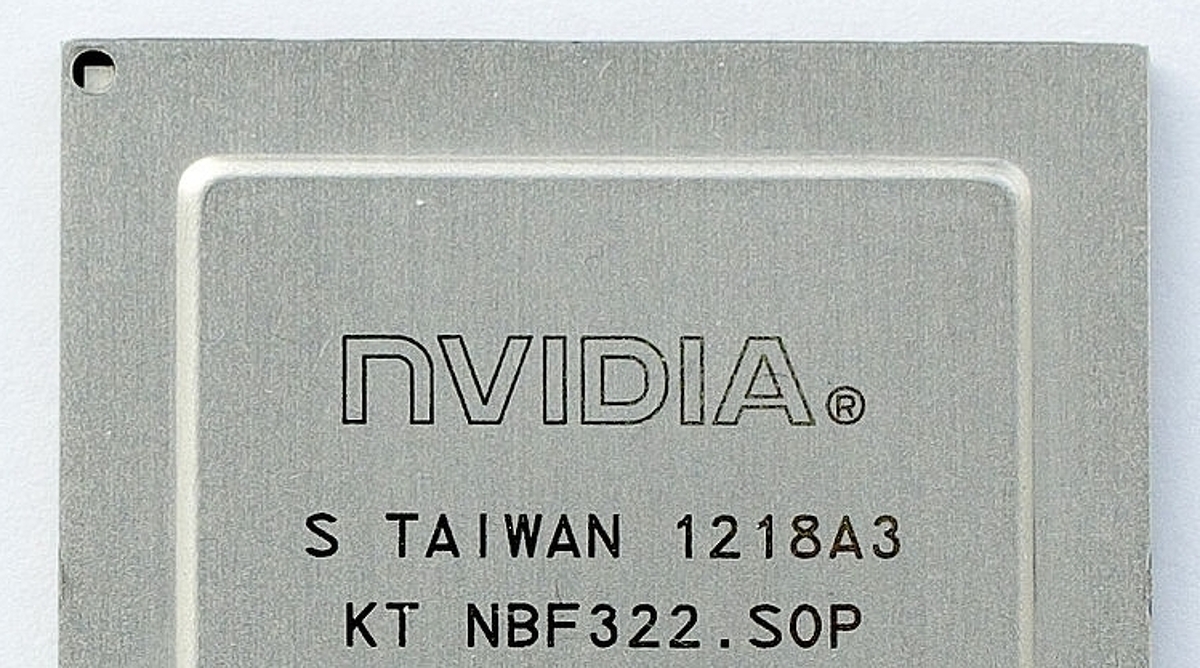 nVIDIA®
S TAIWAN 1218A3
KT NBF322.S0P